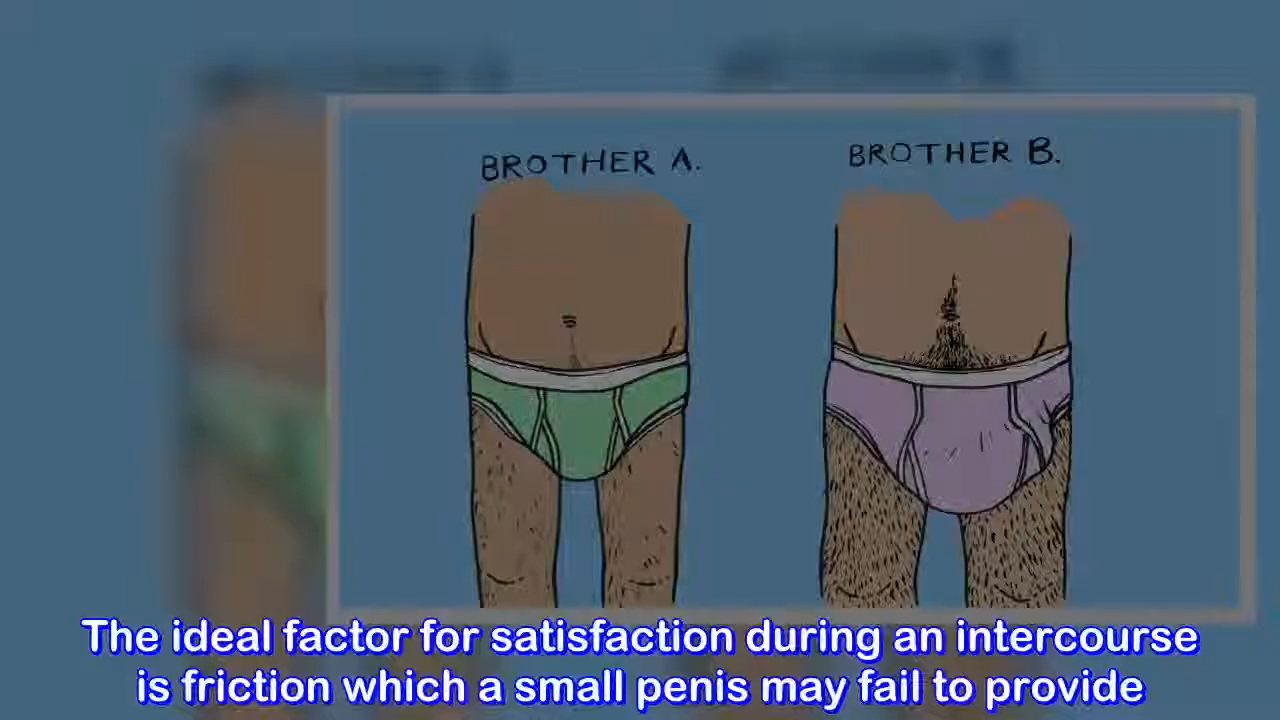 BROTHER A.
BROTHER B.
The ideal factor for satisfaction during an intercourse
is friction which a small penis may fail to provide